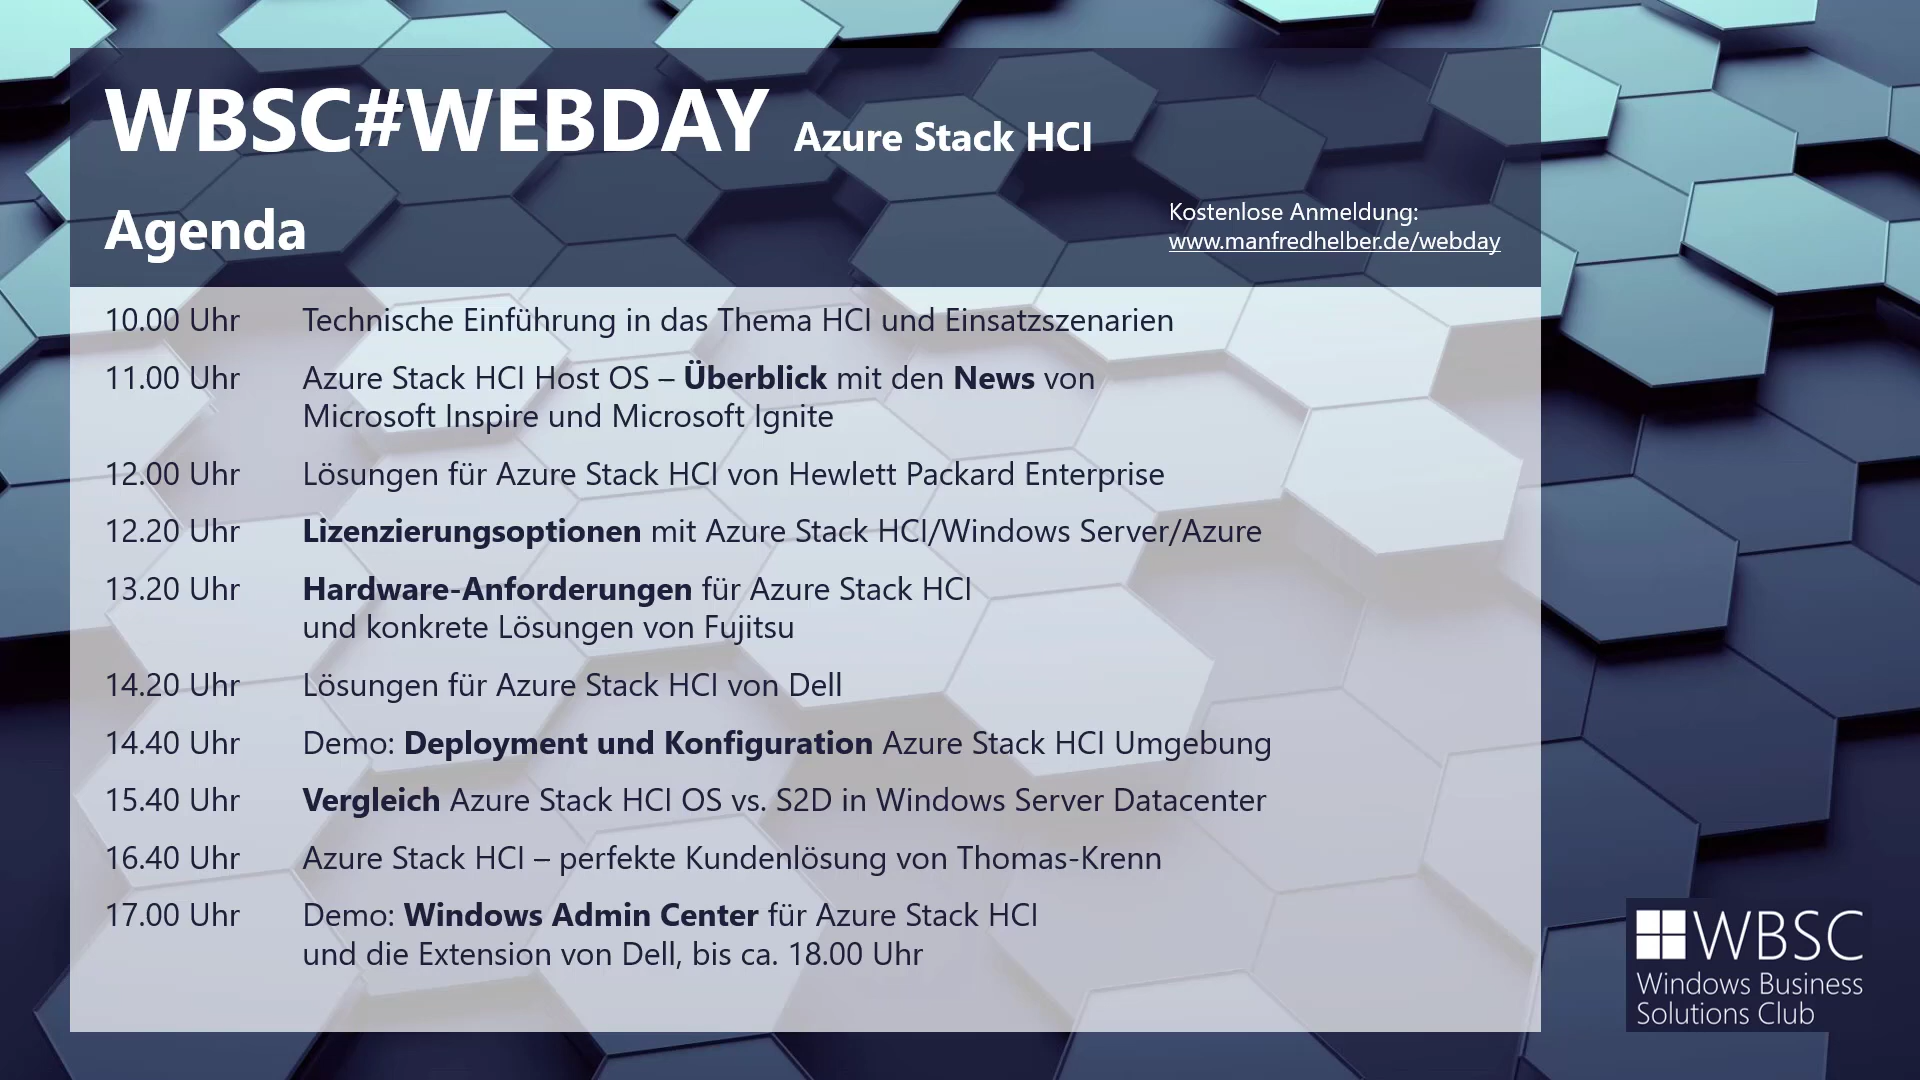 WBSC#WEBDAY Azure Stack HCI
Agenda
Kostenlose Anmeldung:
www.manfredhelber.de/webday
10.00 Uhr Technische Einführung in das Thema HCI und Einsatzszenarien
11.00 Uhr Azure Stack HCI Host OS – Überblick mit den News von
Microsoft Inspire und Microsoft Ignite
12.00 Uhr Lösungen für Azure Stack HCI von Hewlett Packard Enterprise
12.20 Uhr Lizenzierungsoptionen mit Azure Stack HCI/Windows Server/Azure
13.20 Uhr Hardware-Anforderungen für Azure Stack HCI
und konkrete Lösungen von Fujitsu
14.20 Uhr Lösungen für Azure Stack HCI von Dell
14.40 Uhr Demo: Deployment und Konfiguration Azure Stack HCI Umgebung
15.40 Uhr Vergleich Azure Stack HCI OS vs. S2D in Windows Server Datacenter
16.40 Uhr Azure Stack HCI – perfekte Kundenlösung von Thomas-Krenn
17.00 Uhr Demo: Windows Admin Center für Azure Stack HCI
und die Extension von Dell, bis ca. 18.00 Uhr
WBSC
Windows Business
Solutions Club